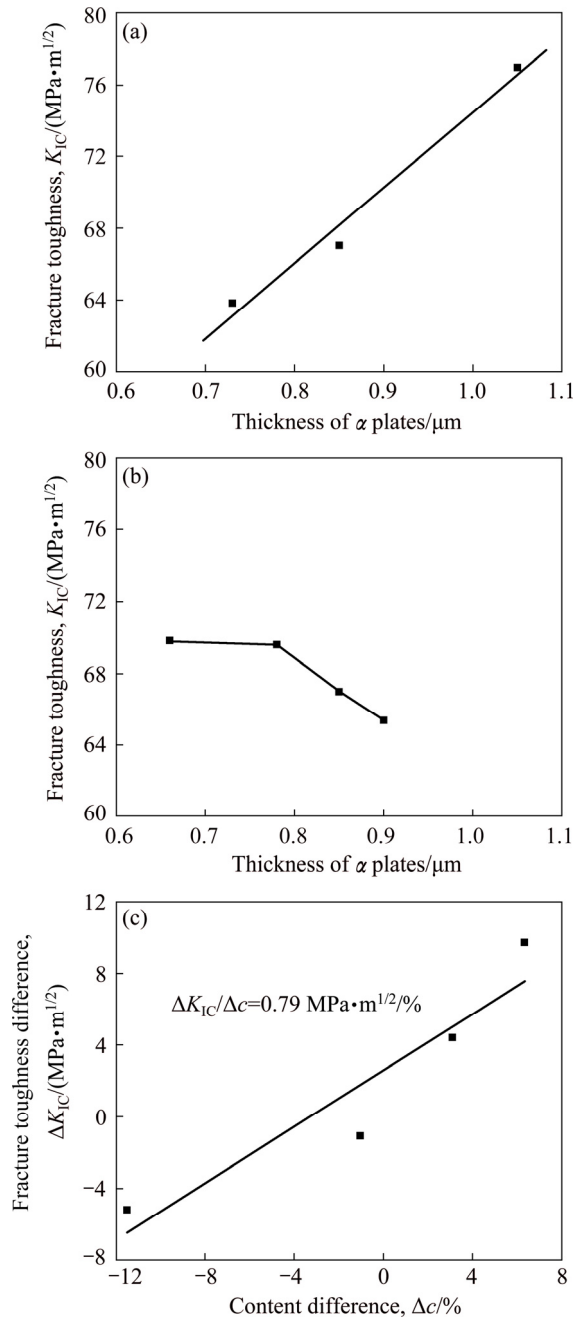 (a)
80
76
72
68
64
60
0.6 0.7 0.8 0.9 1.0 1.1
Fracture toughness, K_IC/(MPa•m^1/2)
Thickness of α plates/μm
(b)
80
76
72
68
64
60
0.6 0.7 0.8 0.9 1.0 1.1
Fracture toughness, K_IC/(MPa•m^1/2)
Thickness of α plates/μm
(c)
12
8
4
0
−4
−8
−12 −8 −4 0 4 8
Fracture toughness difference,
ΔK_IC/(MPa•m^1/2)
ΔK_IC/Δc=0.79 MPa•m^1/2/%
Content difference, Δc/%